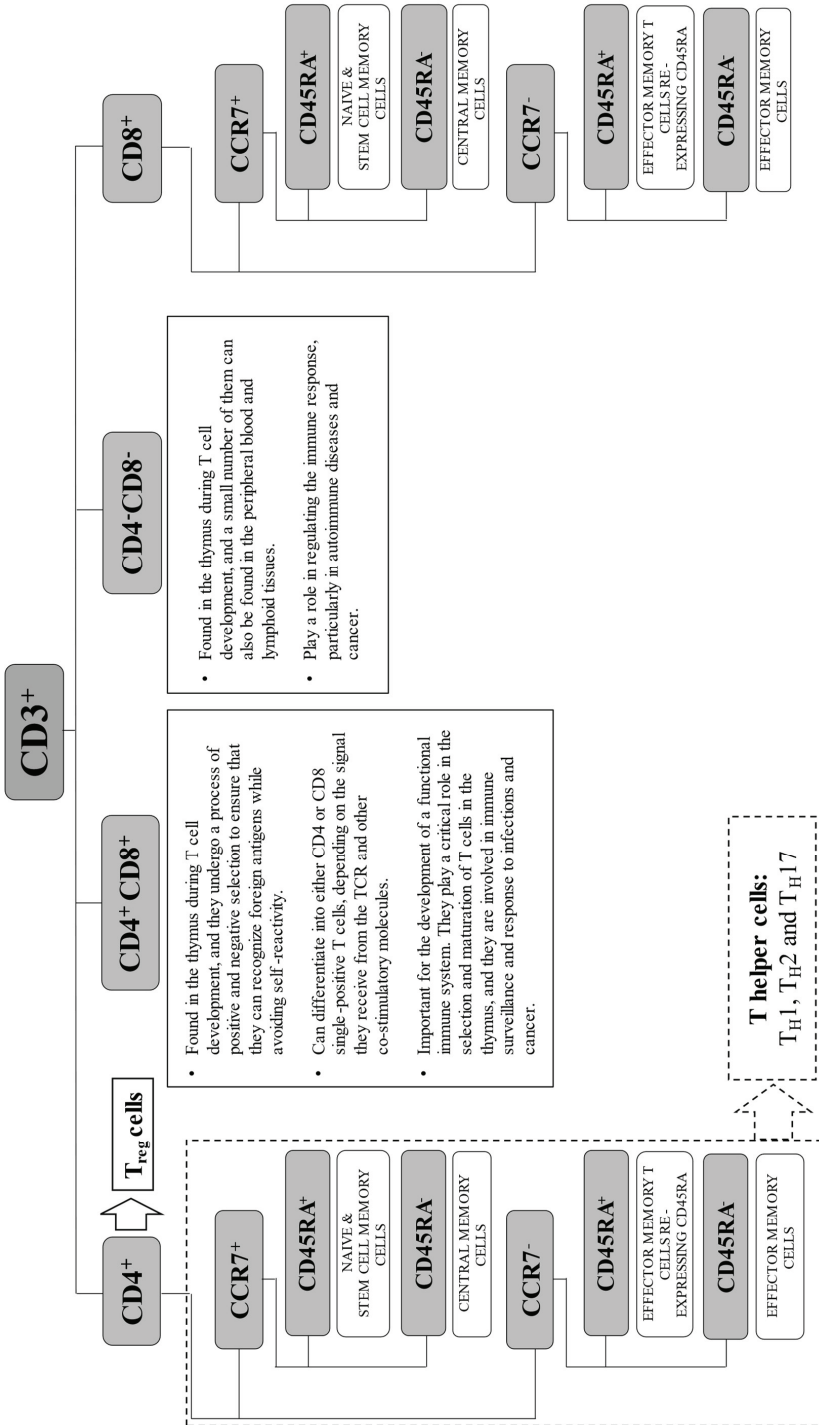 CD3⁺
CD4⁺
T_reg cells
CCR7⁺
CD45RA⁺
NAIVE &
STEM CELL MEMORY
CELLS
CD45RA⁻
CENTRAL MEMORY
CELLS
CCR7⁻
CD45RA⁺
EFFECTOR MEMORY T
CELLS RE -
EXPRESSING CD45RA
CD45RA⁻
EFFECTOR MEMORY
CELLS
T helper cells:
T_H1, T_H2 and T_H17
CD4⁺ CD8⁺
• Found in the thymus during T cell
development, and they undergo a process of
positive and negative selection to ensure that
they can recognize foreign antigens while
avoiding self -reactivity.
• Can differentiate into either CD4 or CD8
single-positive T cells, depending on the signal
they receive from the TCR and other
co-stimulatory molecules.
• Important for the development of a functional
immune system. They play a critical role in the
selection and maturation of T cells in the
thymus, and they are involved in immune
surveillance and response to infections and
cancer.
CD4⁻CD8⁻
• Found in the thymus during T cell
development, and a small number of them can
also be found in the peripheral blood and
lymphoid tissues.
• Play a role in regulating the immune response,
particularly in autoimmune diseases and
cancer.
CD8⁺
CCR7⁺
CD45RA⁺
NAIVE &
STEM CELL MEMORY
CELLS
CD45RA⁻
CENTRAL MEMORY
CELLS
CCR7⁻
CD45RA⁺
EFFECTOR MEMORY T
CELLS RE -
EXPRESSING CD45RA
CD45RA⁻
EFFECTOR MEMORY
CELLS